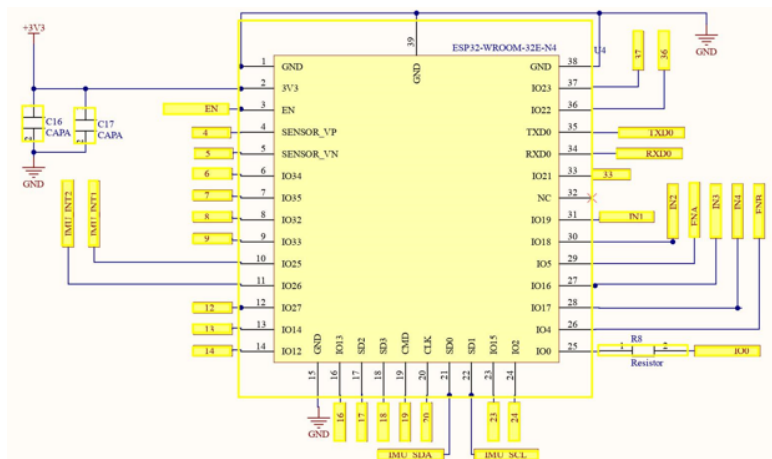 +3V3
39
ESP32-WROOM-32E-N4
U4
GND
37
36
1
GND
GND
GND
38
2
3V3
IO23
37
EN
3
EN
IO22
36
C16
CAPA
C17
CAPA
4
4
SENSOR_VP
TXD0
35
TXD0
5
5
SENSOR_VN
RXD0
34
RXD0
GND
6
6
IO34
IO21
33
33
7
7
IO35
NC
32
IMU_INT2
IMU_INT1
8
8
IO32
IO19
31
IN1
IN2
ENA
IN3
IN4
ENB
9
9
IO33
IO18
30
10
IO25
IO5
29
11
IO26
IO16
27
12
12
IO27
IO17
28
13
13
IO14
IO4
26
14
14
IO12
IO0
25
R8
1
2
Resistor
IO0
GND
IO13
SD2
SD3
CMD
CLK
SD0
SD1
IO15
IO2
15
16
17
18
19
20
21
22
23
24
GND
16
17
18
19
20
23
24
IMU_SDA
IMU_SCL